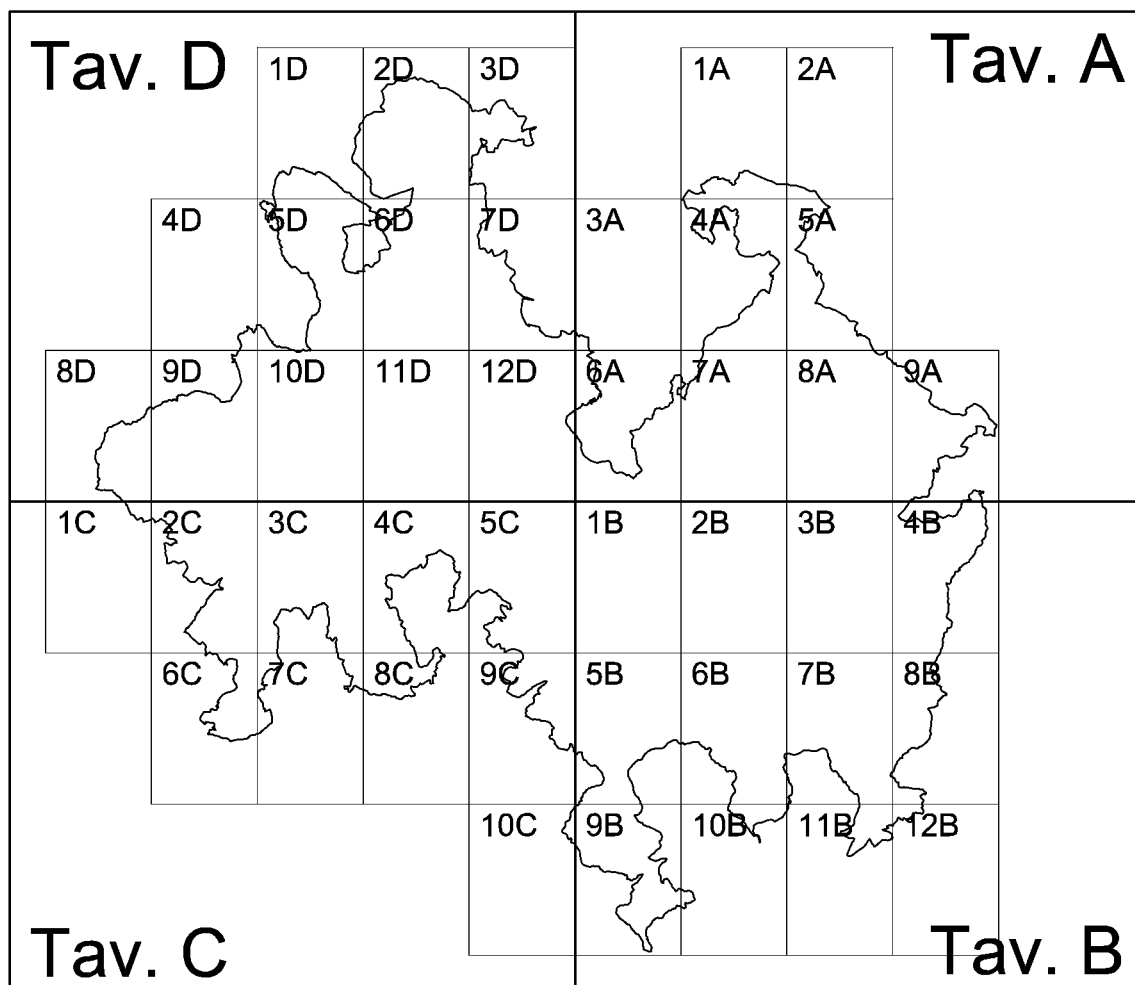 Tav. D
Tav. A
1D 2D 3D 1A 2A
4D 5D 6D 7D 3A 4A 5A
8D 9D 10D 11D 12D 6A 7A 8A 9A
1C 2C 3C 4C 5C 1B 2B 3B 4B
6C 7C 8C 9C 5B 6B 7B 8B
10C 9B 10B 11B 12B
Tav. C
Tav. B